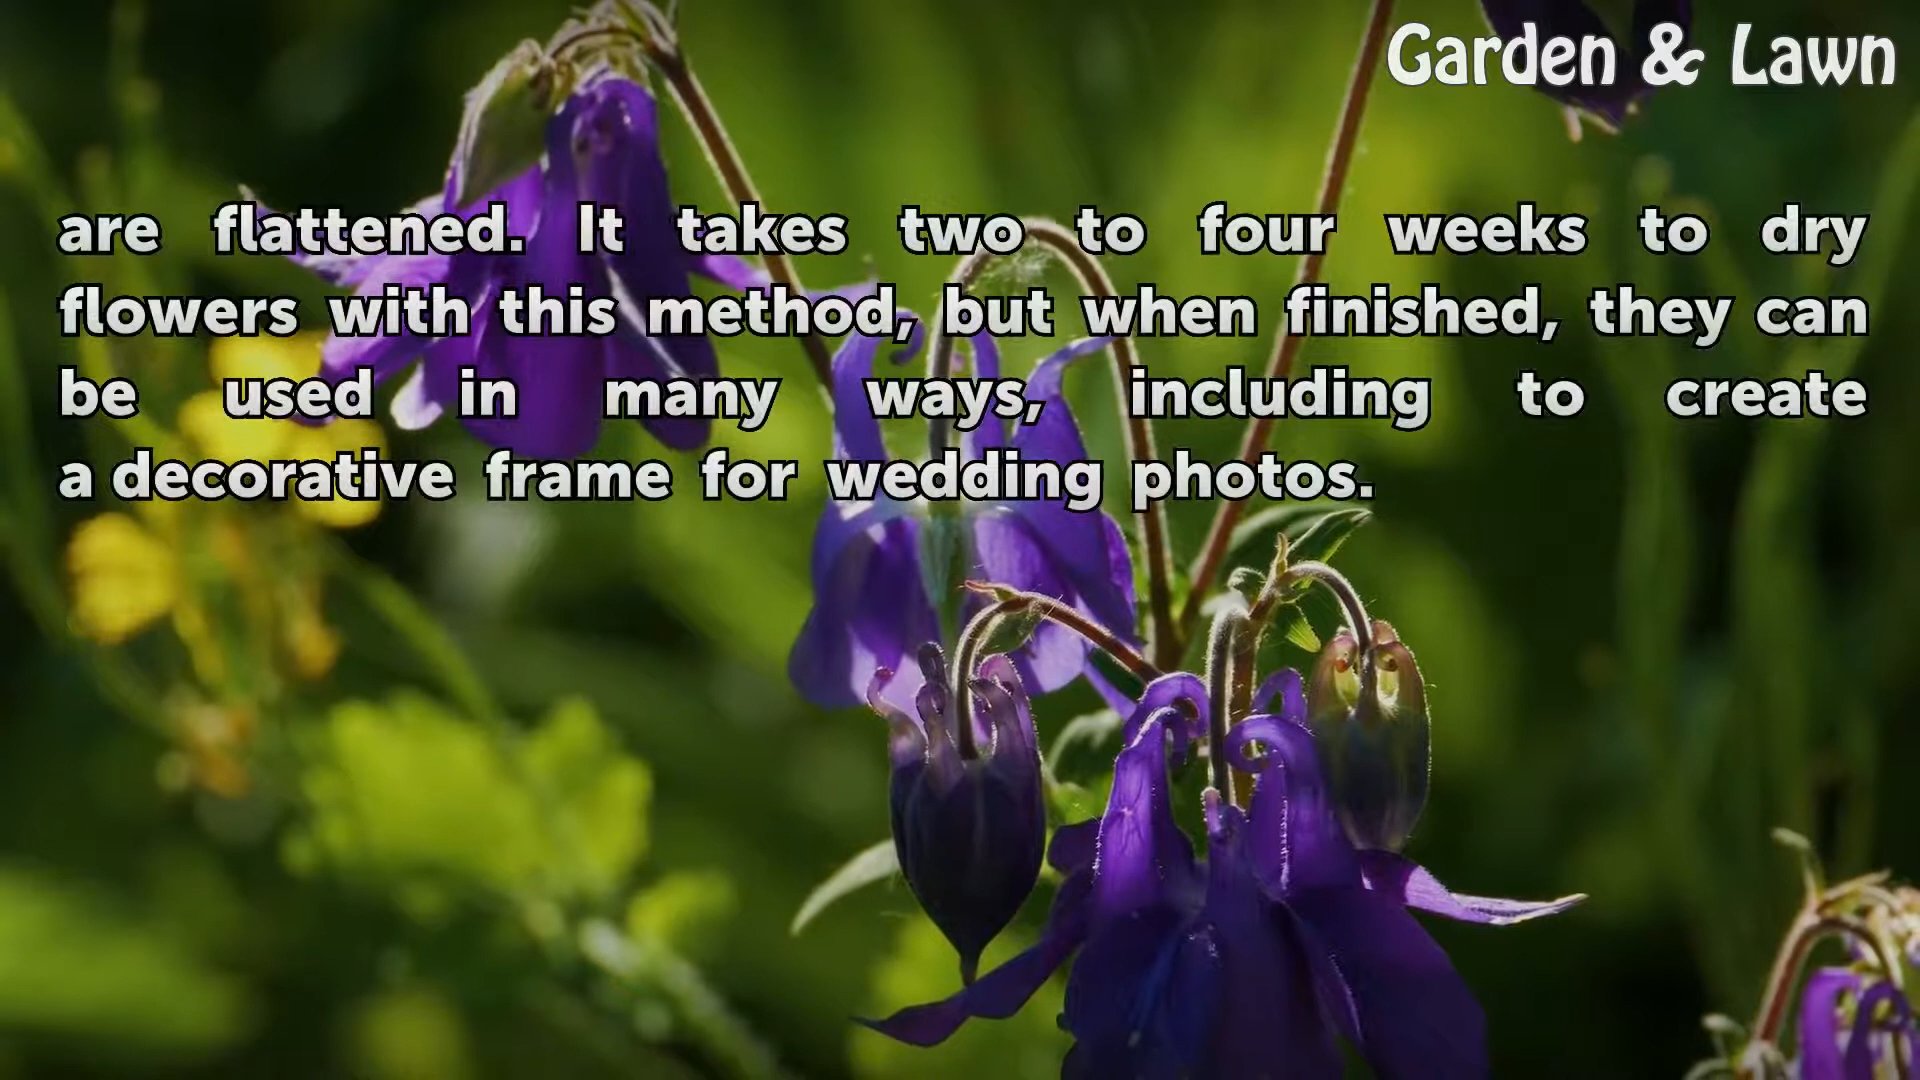 Garden & Lawn
are flattened. It takes two to four weeks to dry
flowers with this method, but when finished, they can
be used in many ways, including to create
a decorative frame for wedding photos.